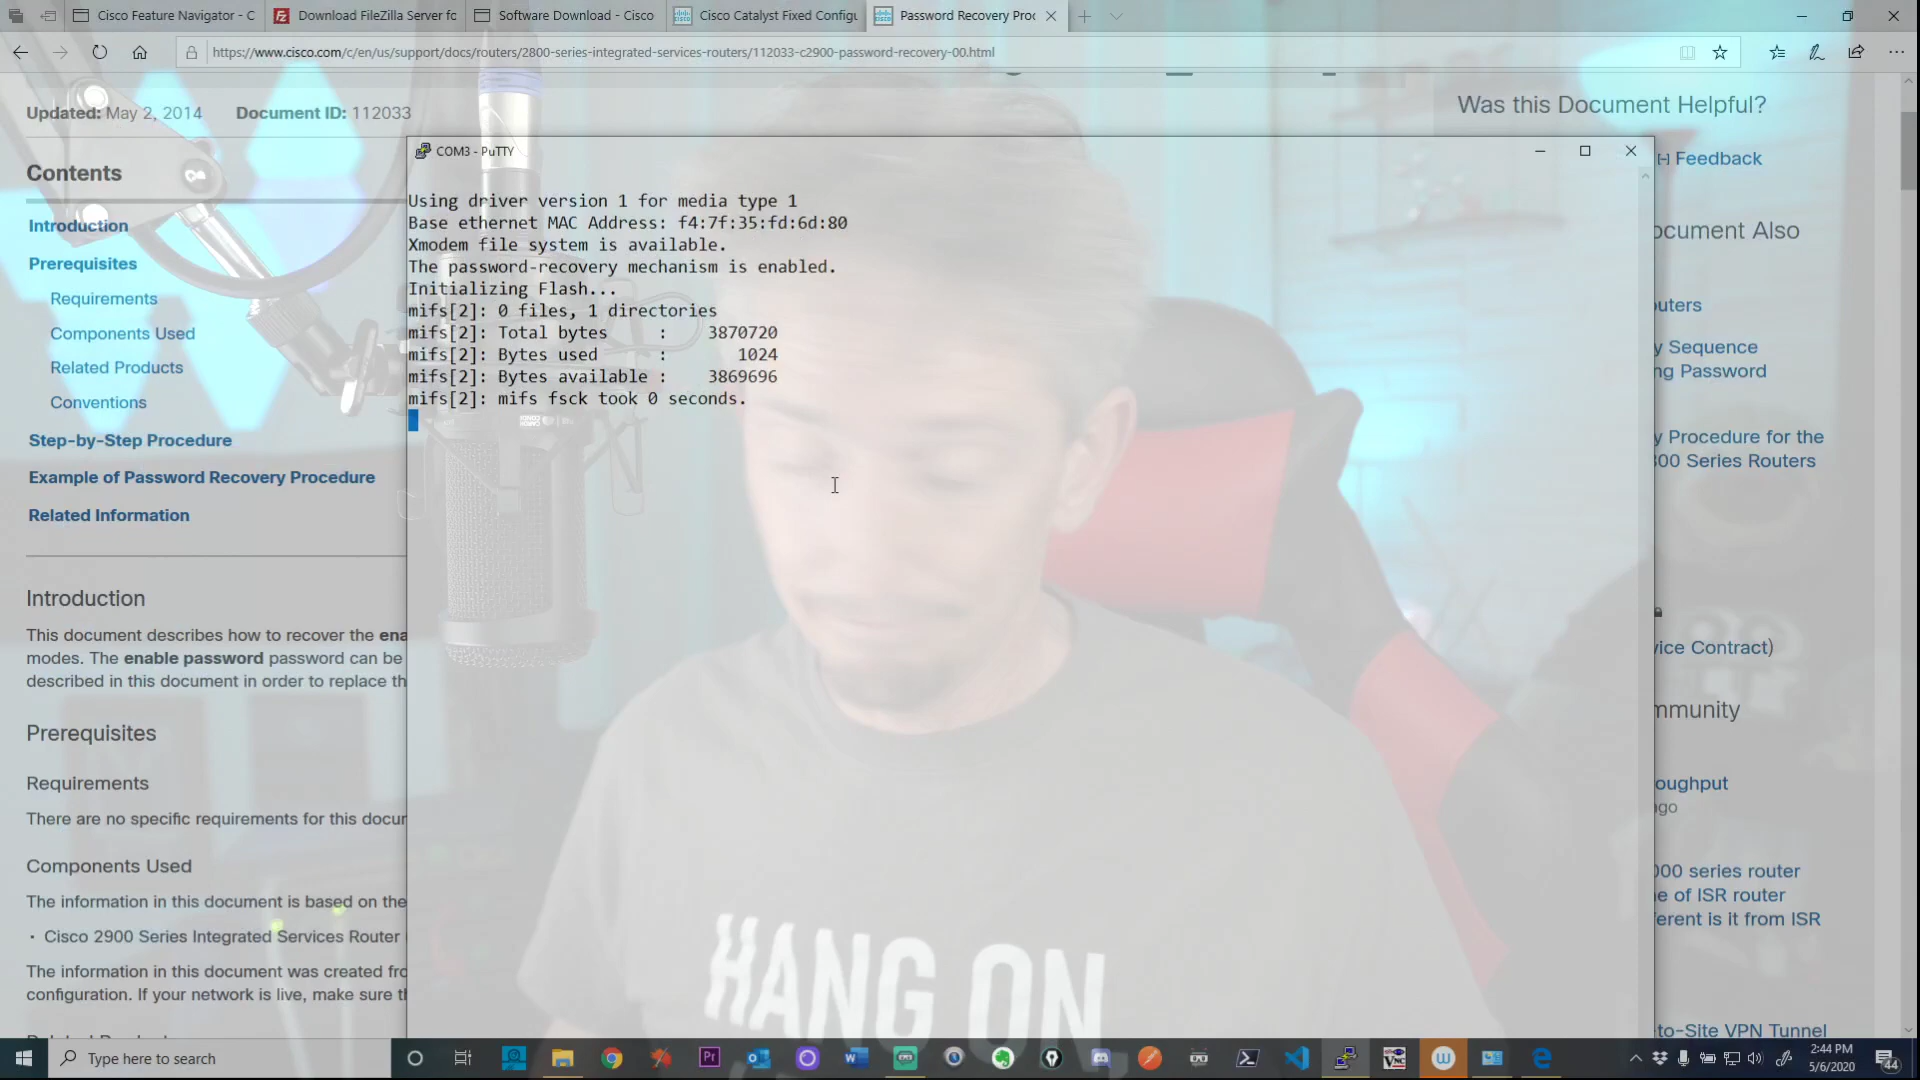 Cisco Feature Navigator - C
Download FileZilla Server fo
Software Download - Cisco
Cisco Catalyst Fixed Configu
Password Recovery Pro
https://www.cisco.com/c/en/us/support/docs/routers/2800-series-integrated-services-routers/112033-c2900-password-recovery-00.html
Updated: May 2, 2014 Document ID: 112033
Contents
Introduction
Prerequisites
Requirements
Components Used
Related Products
Conventions
Step-by-Step Procedure
Example of Password Recovery Procedure
Related Information
Introduction
This document describes how to recover the ena
modes. The enable password password can be
described in this document in order to replace th
Prerequisites
Requirements
There are no specific requirements for this docur
Components Used
The information in this document is based on the
· Cisco 2900 Series Integrated Services Router
The information in this document was created fro
configuration. If your network is live, make sure t
COM3 - PuTTY
Using driver version 1 for media type 1
Base ethernet MAC Address: f4:7f:35:fd:6d:80
Xmodem file system is available.
The password-recovery mechanism is enabled.
Initializing Flash...
mifs[2]: 0 files, 1 directories
mifs[2]: Total bytes : 3870720
mifs[2]: Bytes used : 1024
mifs[2]: Bytes available : 3869696
mifs[2]: mifs fsck took 0 seconds.
HANG ON
Was this Document Helpful?
[-] Feedback
ocument Also
uters
y Sequence
ng Password
y Procedure for the
300 Series Routers
vice Contract)
mmunity
oughput
ago
000 series router
ne of ISR router
fferent is it from ISR
-to-Site VPN Tunnel
Type here to search
2:44 PM
5/6/2020
44